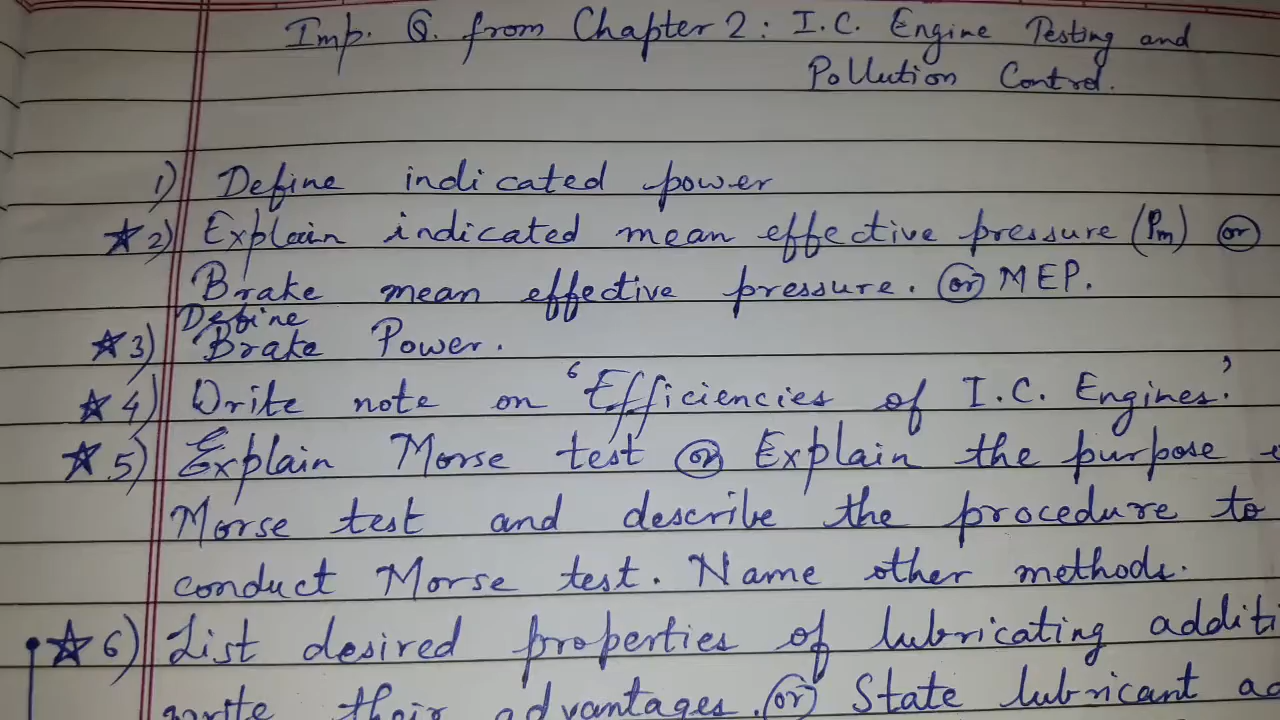 Imp. Q. from Chapter 2 : I.C. Engine Testing and
Pollution Control.
1) Define indicated power
★2) Explain indicated mean effective pressure (Pm) or
Brake mean effective pressure. or MEP.
Define
★3) Brake Power.
★4) Write note on 'Efficiencies of I.C. Engines.'
★5) Explain Morse test or Explain the purpose
Morse test and describe the procedure to
conduct Morse test. Name other methods.
★6) List desired properties of lubricating additi
write their advantages. or State lubricant ad